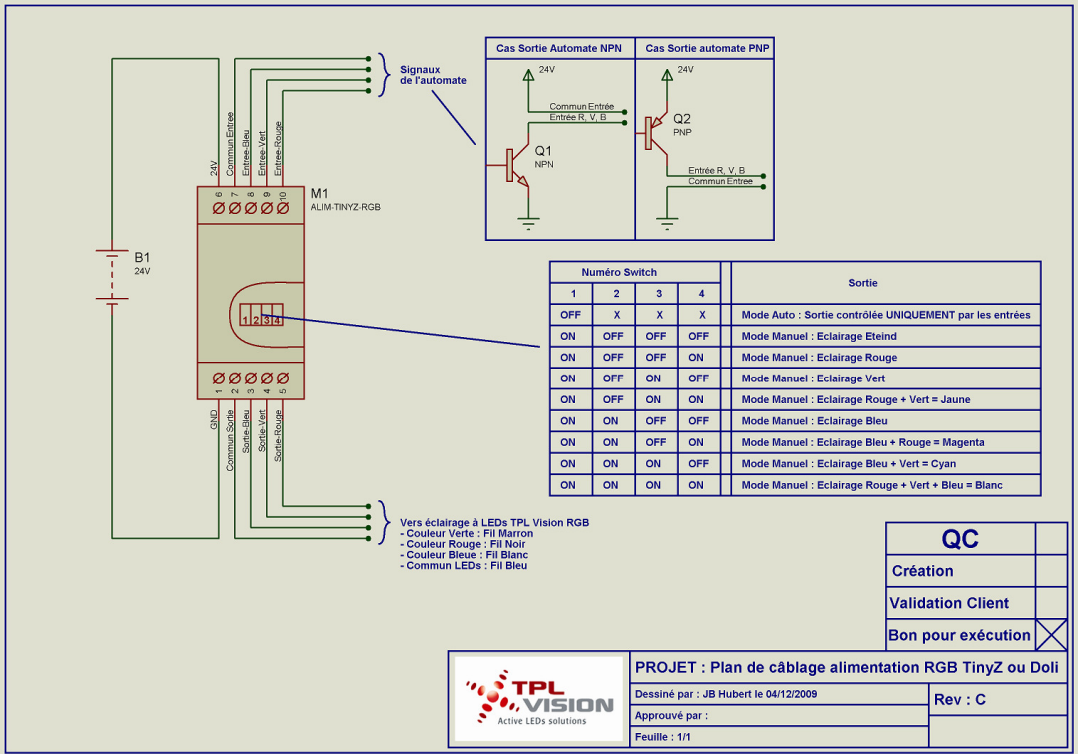 Cas Sortie Automate NPN
Cas Sortie automate PNP
24V
Commun Entrée
Entrée R, V, B
Q1
NPN
24V
Q2
PNP
Entrée R, V, B
Commun Entree
Signaux
de l'automate
24V
Commun Entree
Entree-Bleu
Entree-Vert
Entree-Rouge
6
7
8
9
10
M1
ALIM-TINYZ-RGB
B1
24V
1 2 3 4
1
2
3
4
5
GND
Commun Sortie
Sortie-Bleu
Sortie-Vert
Sortie-Rouge
Numéro Switch
Sortie
1 2 3 4
OFF X X X Mode Auto : Sortie contrôlée UNIQUEMENT par les entrées
ON OFF OFF OFF Mode Manuel : Eclairage Eteind
ON OFF OFF ON Mode Manuel : Eclairage Rouge
ON OFF ON OFF Mode Manuel : Eclairage Vert
ON OFF ON ON Mode Manuel : Eclairage Rouge + Vert = Jaune
ON ON OFF OFF Mode Manuel : Eclairage Bleu
ON ON OFF ON Mode Manuel : Eclairage Bleu + Rouge = Magenta
ON ON ON OFF Mode Manuel : Eclairage Bleu + Vert = Cyan
ON ON ON ON Mode Manuel : Eclairage Rouge + Vert + Bleu = Blanc
Vers éclairage à LEDs TPL Vision RGB
- Couleur Verte : Fil Marron
- Couleur Rouge : Fil Noir
- Couleur Bleue : Fil Blanc
- Commun LEDs : Fil Bleu
QC
Création
Validation Client
Bon pour exécution
TPL
VISION
Active LEDs solutions
PROJET : Plan de câblage alimentation RGB TinyZ ou Doli
Dessiné par : JB Hubert le 04/12/2009
Rev : C
Approuvé par :
Feuille : 1/1